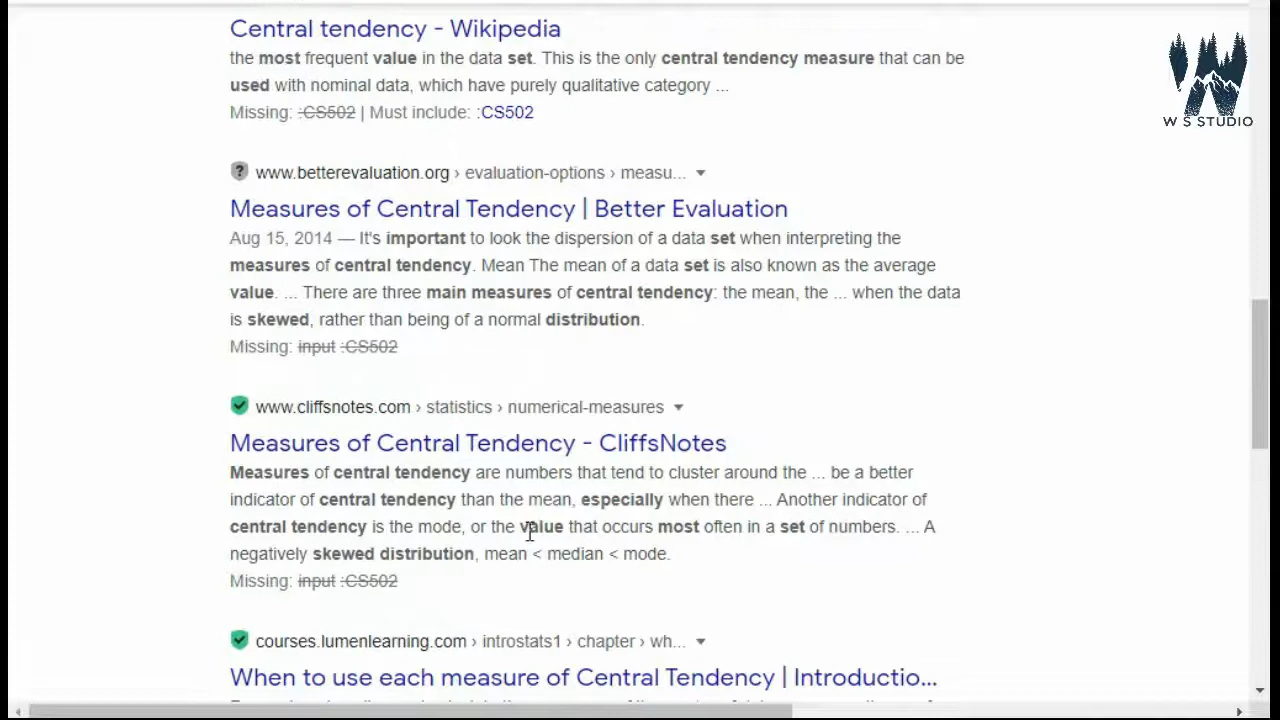 Central tendency - Wikipedia
the most frequent value in the data set. This is the only central tendency measure that can be
used with nominal data, which have purely qualitative category ...
Missing: :CS502 | Must include: :CS502
W S STUDIO
www.betterevaluation.org › evaluation-options › measu...
Measures of Central Tendency | Better Evaluation
Aug 15, 2014 — It's important to look the dispersion of a data set when interpreting the
measures of central tendency. Mean The mean of a data set is also known as the average
value. ... There are three main measures of central tendency: the mean, the ... when the data
is skewed, rather than being of a normal distribution.
Missing: input :CS502
www.cliffsnotes.com › statistics › numerical-measures
Measures of Central Tendency - CliffsNotes
Measures of central tendency are numbers that tend to cluster around the ... be a better
indicator of central tendency than the mean, especially when there ... Another indicator of
central tendency is the mode, or the value that occurs most often in a set of numbers. ... A
negatively skewed distribution, mean < median < mode.
Missing: input :CS502
courses.lumenlearning.com › introstats1 › chapter › wh...
When to use each measure of Central Tendency | Introductio...